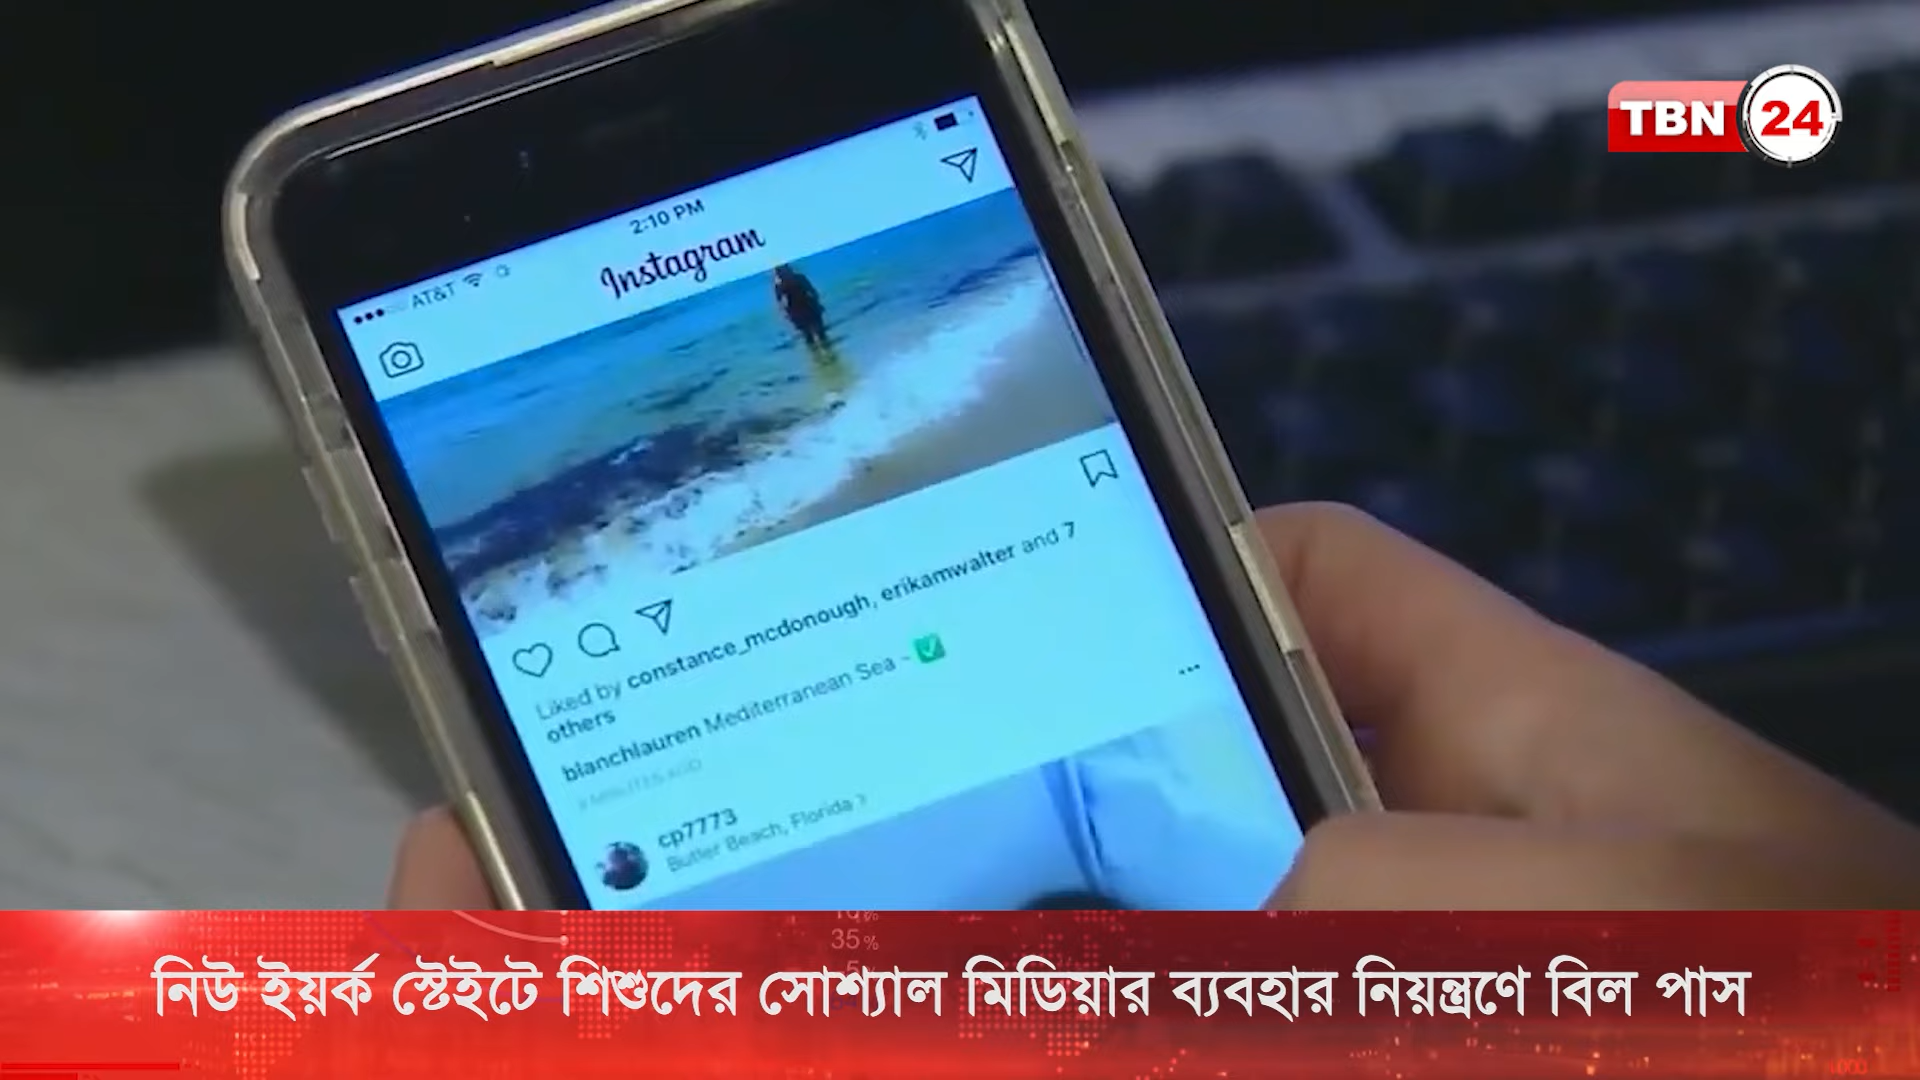 TBN 24
2:10 PM
AT&T
Instagram
Liked by constance_mcdonough, erikamwalter and 7
others
blanchlauren Mediterranean Sea - ✅
cp7773
Butler Beach, Florida >
35%
নিউ ইয়র্ক স্টেইটে শিশুদের সোশ্যাল মিডিয়ার ব্যবহার নিয়ন্ত্রণে বিল পাস